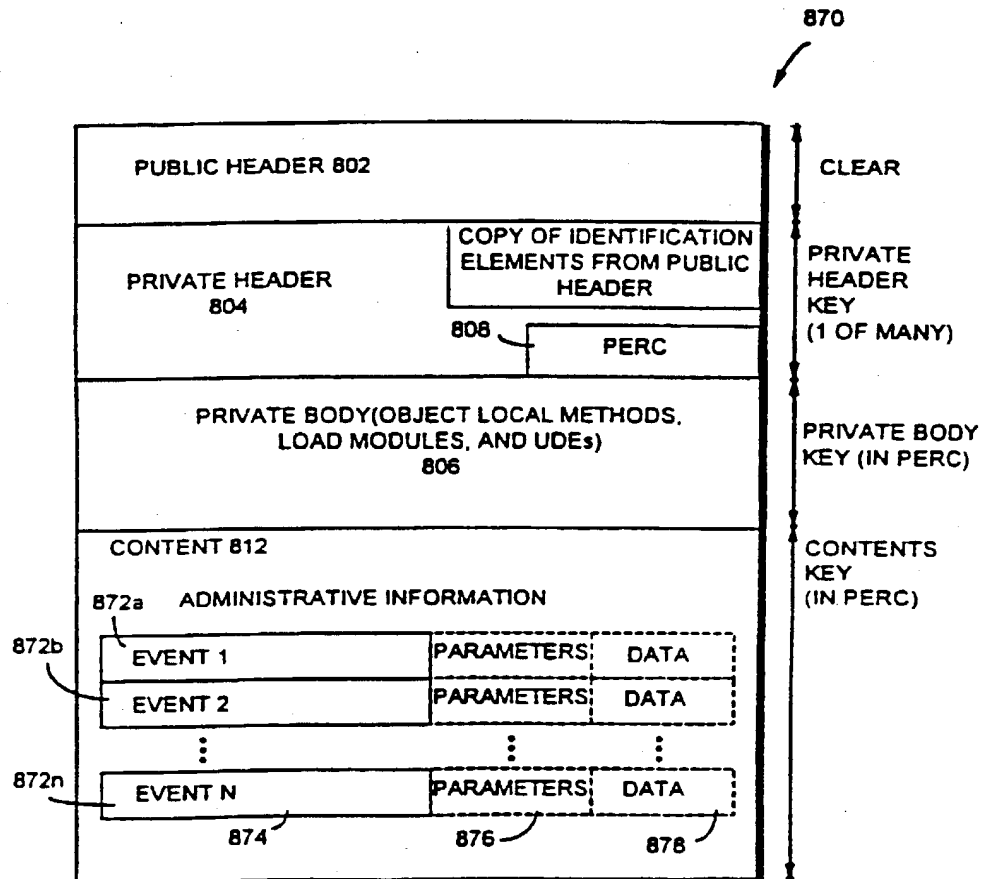 870
PUBLIC HEADER 802
CLEAR
PRIVATE HEADER
804
COPY OF IDENTIFICATION
ELEMENTS FROM PUBLIC
HEADER
808
PERC
PRIVATE
HEADER
KEY
(1 OF MANY)
PRIVATE BODY(OBJECT LOCAL METHODS,
LOAD MODULES, AND UDEs)
806
PRIVATE BODY
KEY (IN PERC)
CONTENT 812
CONTENTS
KEY
(IN PERC)
872a ADMINISTRATIVE INFORMATION
872b
EVENT 1 PARAMETERS DATA
EVENT 2 PARAMETERS DATA
872n
EVENT N PARAMETERS DATA
874 876 878